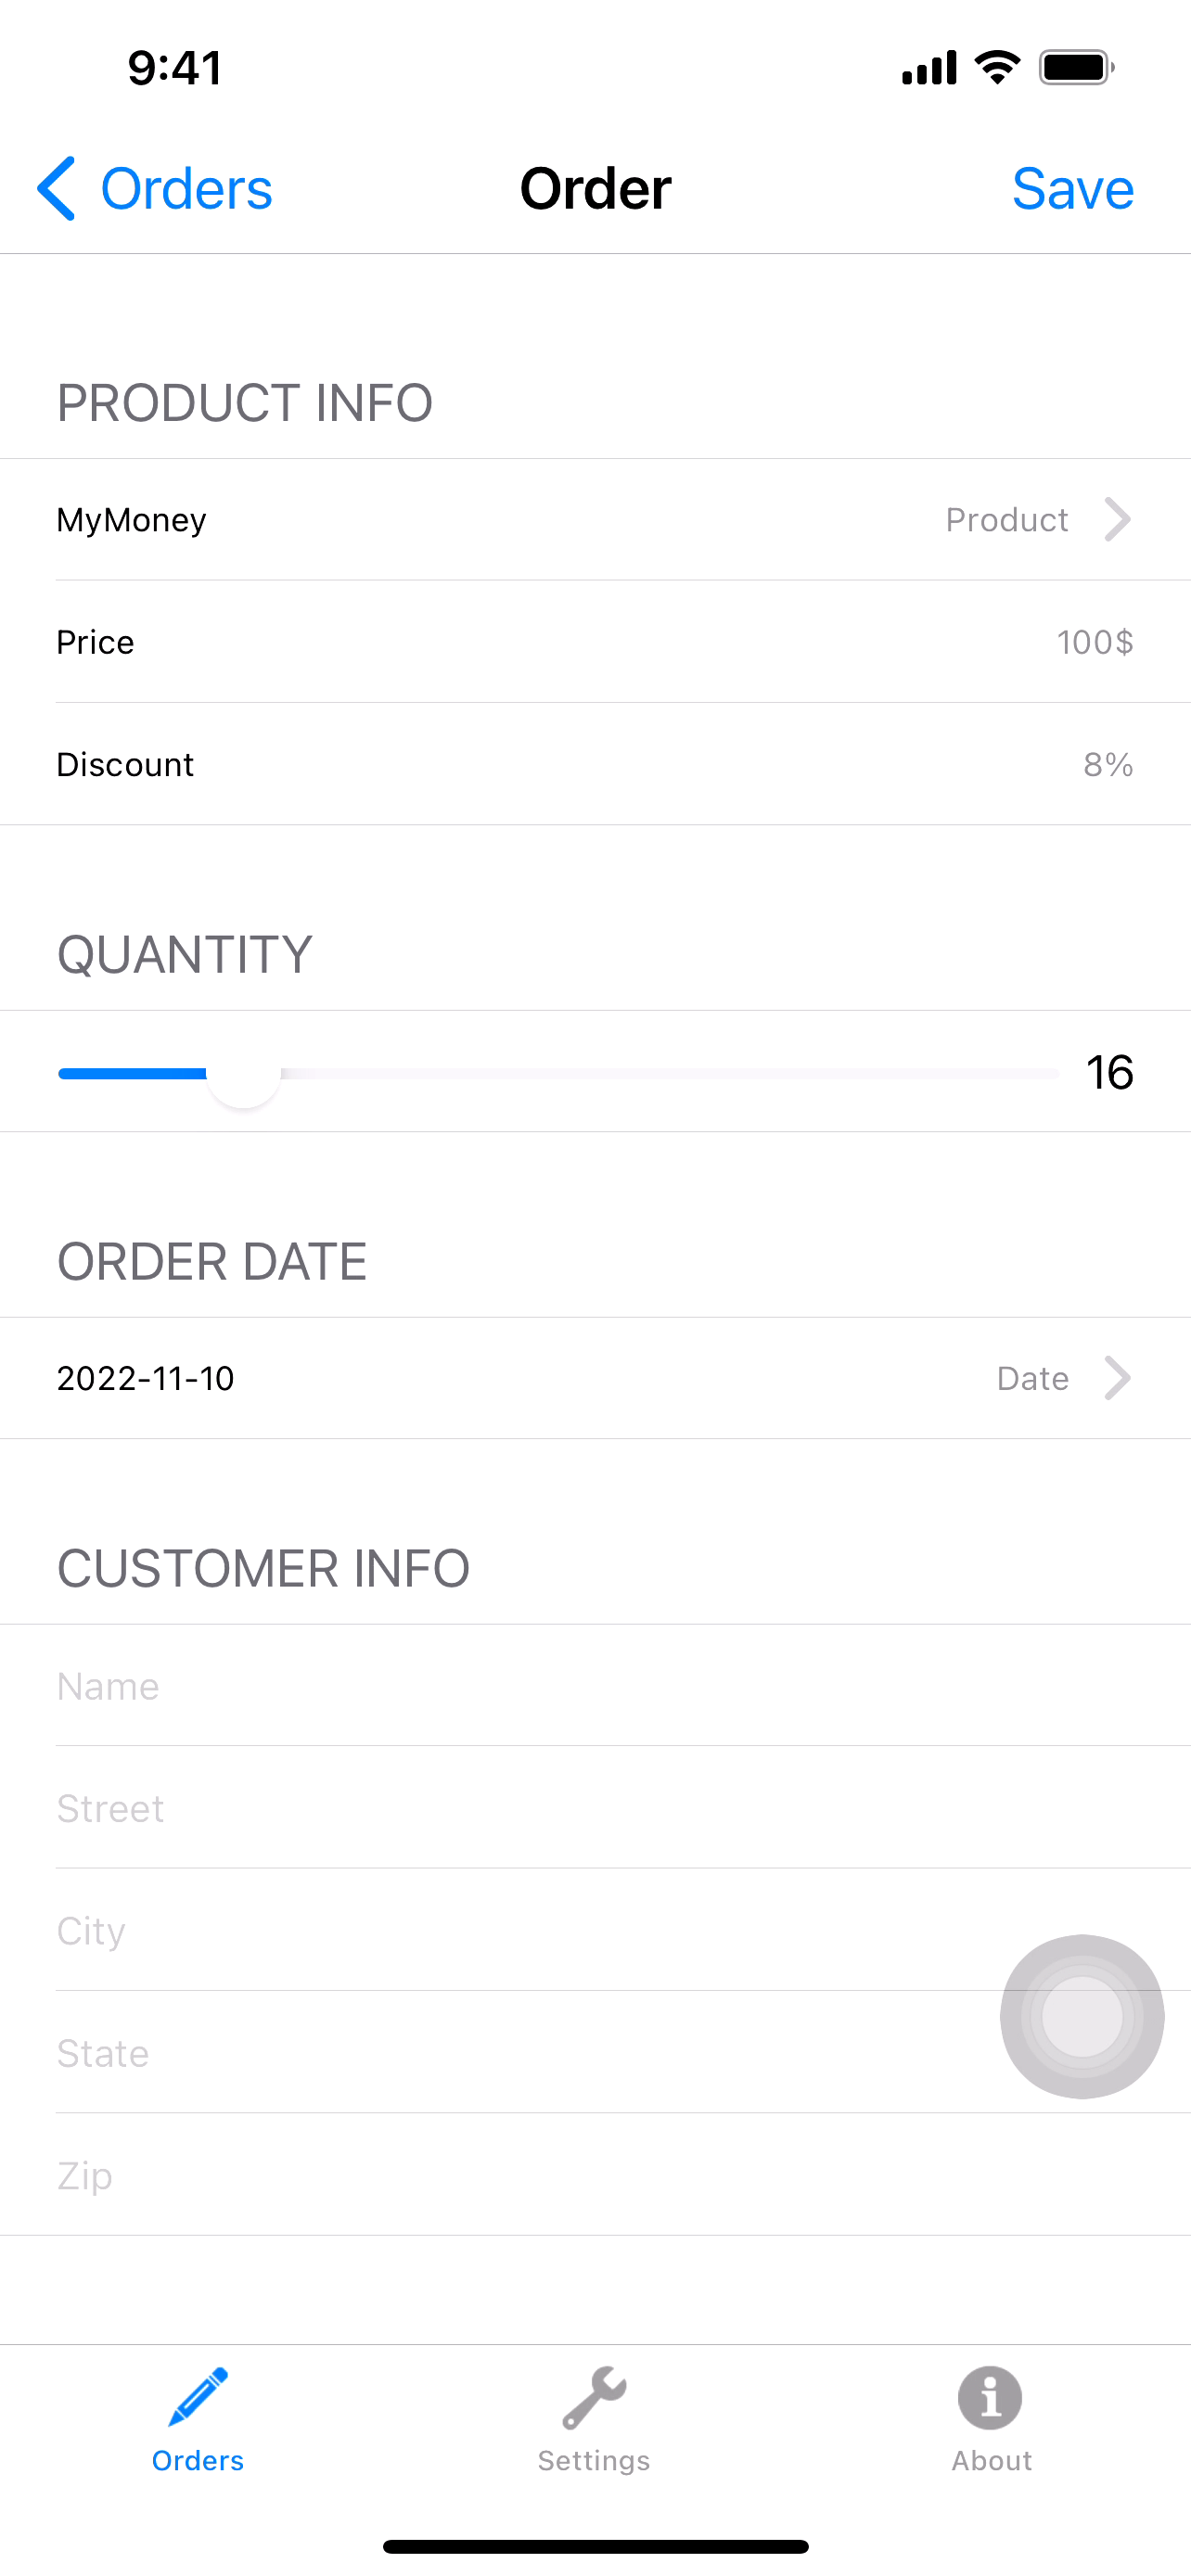 9:41
Orders Order Save
PRODUCT INFO
MyMoney Product
Price 100$
Discount 8%
QUANTITY
16
ORDER DATE
2022-11-10 Date
CUSTOMER INFO
Name
Street
City
State
Zip
Orders Settings About